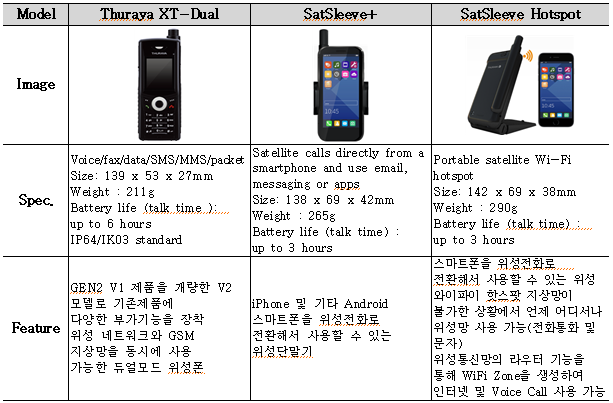 Model
Thuraya XT-Dual
SatSleeve+
SatSleeve Hotspot
Image
Spec.
Voice/fax/data/SMS/MMS/packet
Size: 139 x 53 x 27mm
Weight : 211g
Battery life (talk time ):
up to 6 hours
IP64/IK03 standard
Satellite calls directly from a
smartphone and use email,
messaging or apps
Size: 138 x 69 x 42mm
Weight : 265g
Battery life (talk time) :
up to 3 hours
Portable satellite Wi-Fi
hotspot
Size: 142 x 69 x 38mm
Weight : 290g
Battery life (talk time) :
up to 3 hours
Feature
GEN2 V1 제품을 개량한 V2
모델로 기존제품에
다양한 부가기능을 장착
위성 네트워크와 GSM
지상망을 동시에 사용
가능한 듀얼모드 위성폰
iPhone 및 기타 Android
스마트폰을 위성전화로
전환해서 사용할 수 있는
위성단말기
스마트폰을 위성전화로
전환해서 사용할 수 있는 위성
와이파이 핫스팟 지상망이
불가한 상황에서 언제 어디서나
위성망 사용 가능(전화통화 및
문자)
위성통신망의 라우터 기능을
통해 WiFi Zone을 생성하여
인터넷 및 Voice Call 사용 가능